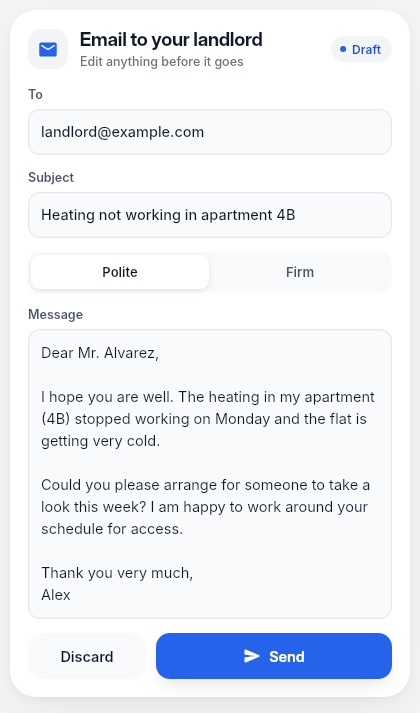 Email to your landlord
Edit anything before it goes
Draft
To
landlord@example.com
Subject
Heating not working in apartment 4B
Polite
Firm
Message
Dear Mr. Alvarez,
I hope you are well. The heating in my apartment
(4B) stopped working on Monday and the flat is
getting very cold.
Could you please arrange for someone to take a
look this week? I am happy to work around your
schedule for access.
Thank you very much,
Alex
Discard
Send